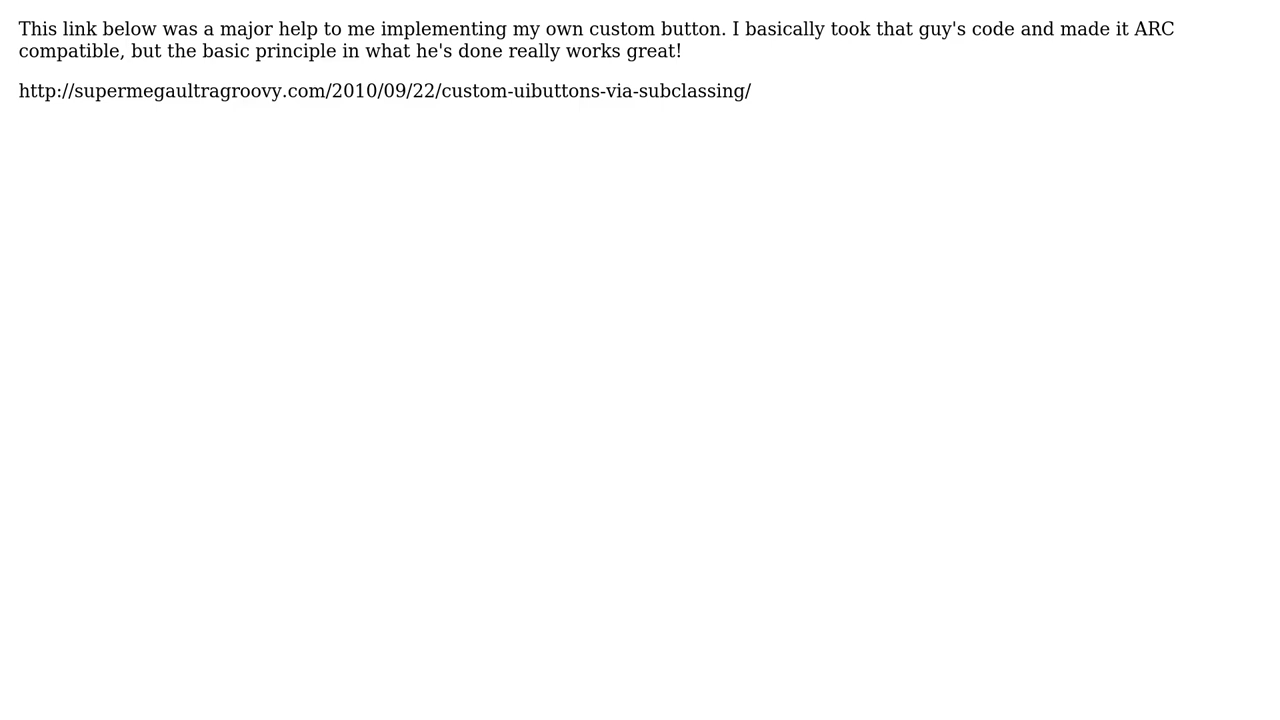 This link below was a major help to me implementing my own custom button. I basically took that guy's code and made it ARC
compatible, but the basic principle in what he's done really works great!
http://supermegaultragroovy.com/2010/09/22/custom-uibuttons-via-subclassing/